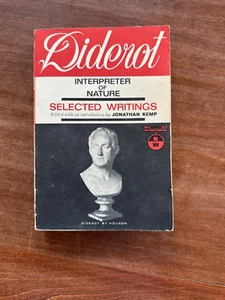 Diderot
INTERPRETER
OF
NATURE
SELECTED WRITINGS
Edited with an introduction by JONATHAN KEMP
DIDEROT BY HOUDON